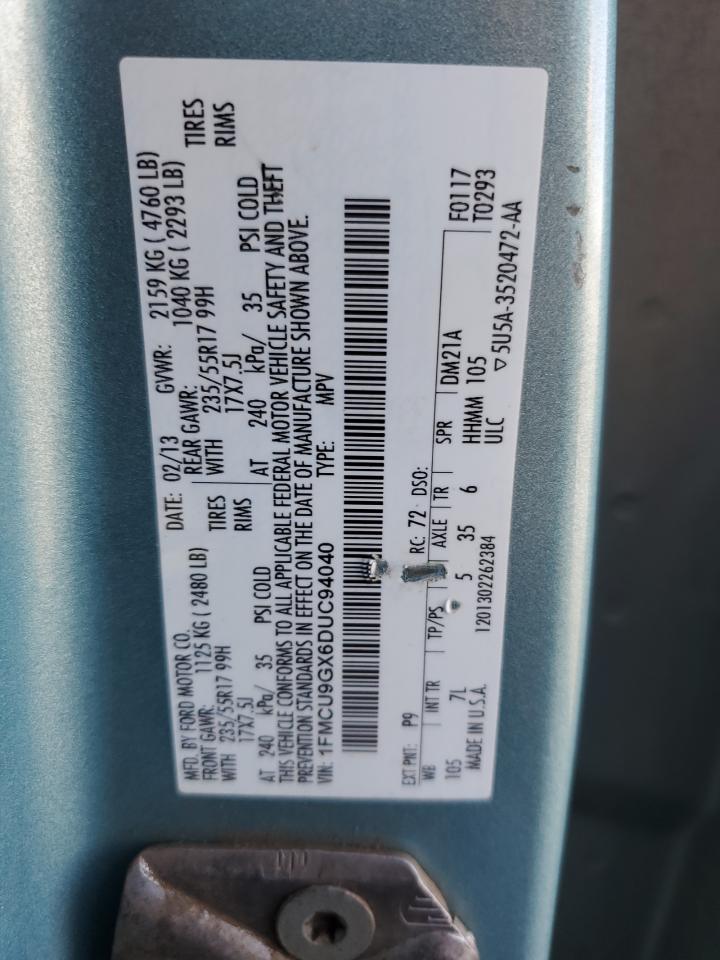 MFD. BY FORD MOTOR CO.
DATE: 02/13 GVWR: 2159 KG ( 4760 LB)
FRONT GAWR: 1125 KG ( 2480 LB)
REAR GAWR: 1040 KG ( 2293 LB)
WITH 235/55R17 99H TIRES
WITH 235/55R17 99H TIRES
17X7.5J RIMS
17X7.5J RIMS
AT 240 kPa/ 35 PSI COLD
AT 240 kPa/ 35 PSI COLD
THIS VEHICLE CONFORMS TO ALL APPLICABLE FEDERAL MOTOR VEHICLE SAFETY AND THEFT
PREVENTION STANDARDS IN EFFECT ON THE DATE OF MANUFACTURE SHOWN ABOVE.
VIN: 1FMCU9GX6DUC94040 TYPE: MPV
EXT PNT: P9 RC: 72 DSO: F0117
WB INT TR TP/PS AXLE TR SPR DM21A T0293
105 7L 5 35 6 HHMM 105
MADE IN U.S.A. 1201302262384 ULC ▽5U5A-3520472-AA